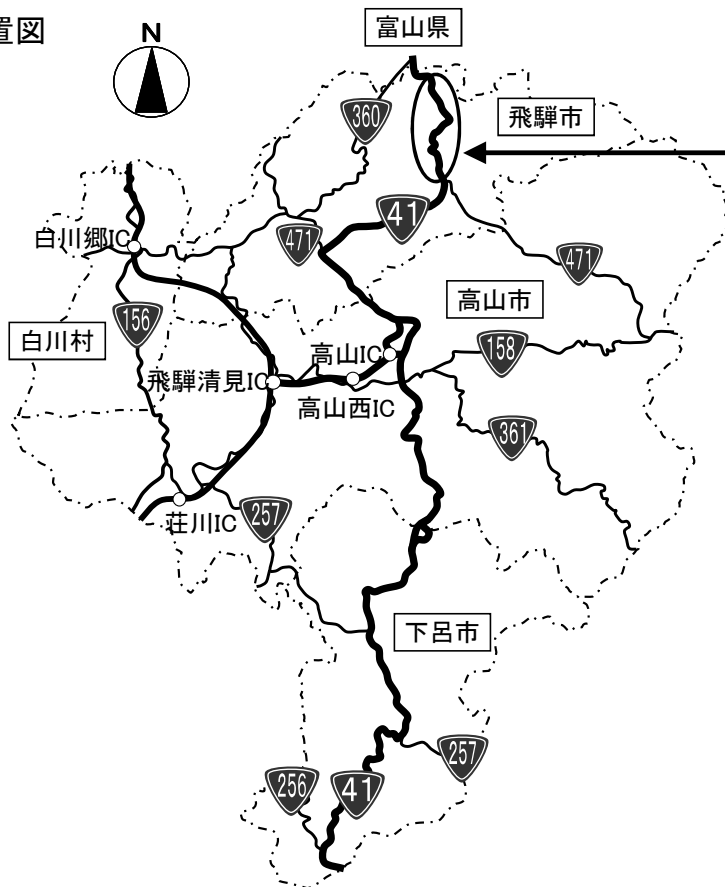 置図
N
富山県
360
飛騨市
41
471
白川郷IC
471
高山市
156
白川村
高山IC
158
飛騨清見IC
高山西IC
361
荘川IC
257
下呂市
257
256
41